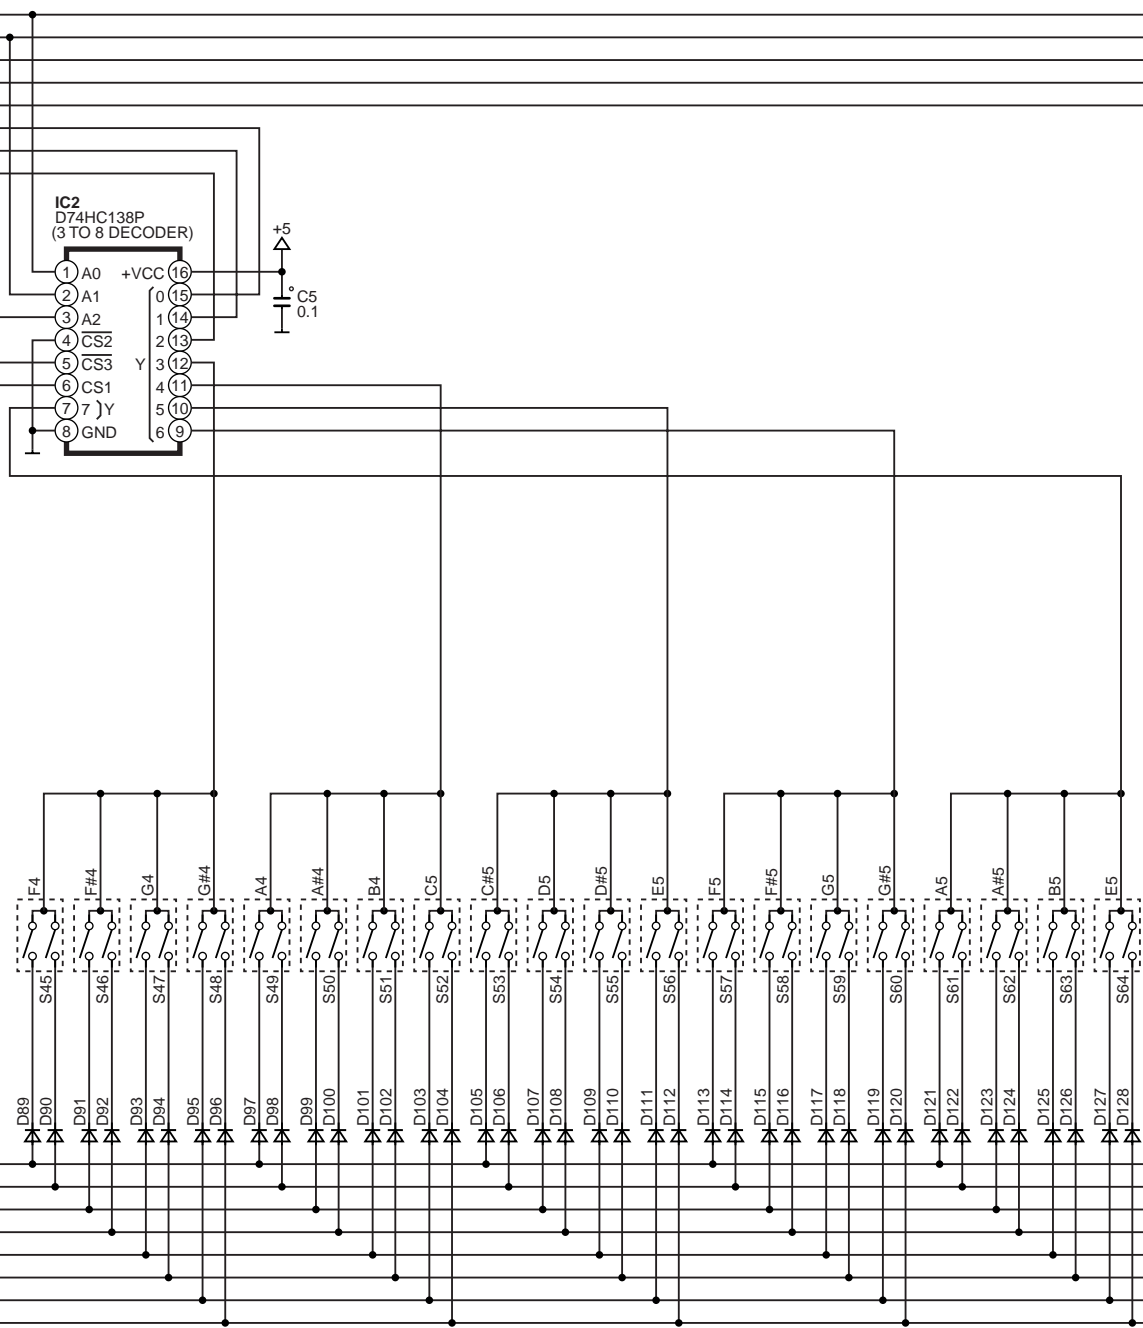 IC2
D74HC138P
(3 TO 8 DECODER)
+5
1 A0 +VCC 16
2 A1 0 15
3 A2 1 14
4 CS2 2 13
5 CS3 Y 3 12
6 CS1 4 11
7 7 )Y 5 10
8 GND 6 9
C5
0.1
F4 F#4 G4 G#4 A4 A#4 B4 C5 C#5 D5 D#5 E5 F5 F#5 G5 G#5 A5 A#5 B5 E5
S45 S46 S47 S48 S49 S50 S51 S52 S53 S54 S55 S56 S57 S58 S59 S60 S61 S62 S63 S64
D89 D90 D91 D92 D93 D94 D95 D96 D97 D98 D99 D100 D101 D102 D103 D104 D105 D106 D107 D108 D109 D110 D111 D112 D113 D114 D115 D116 D117 D118 D119 D120 D121 D122 D123 D124 D125 D126 D127 D128